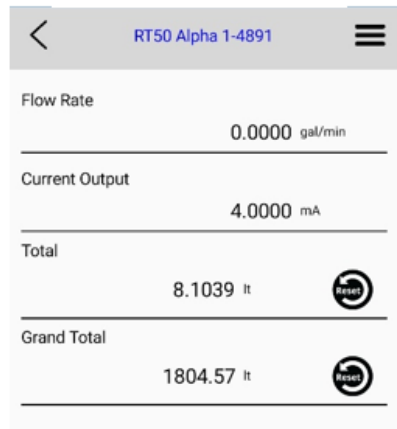 RT50 Alpha 1-4891
Flow Rate
0.0000 gal/min
Current Output
4.0000 mA
Total
8.1039 lt
Reset
Grand Total
1804.57 lt
Reset